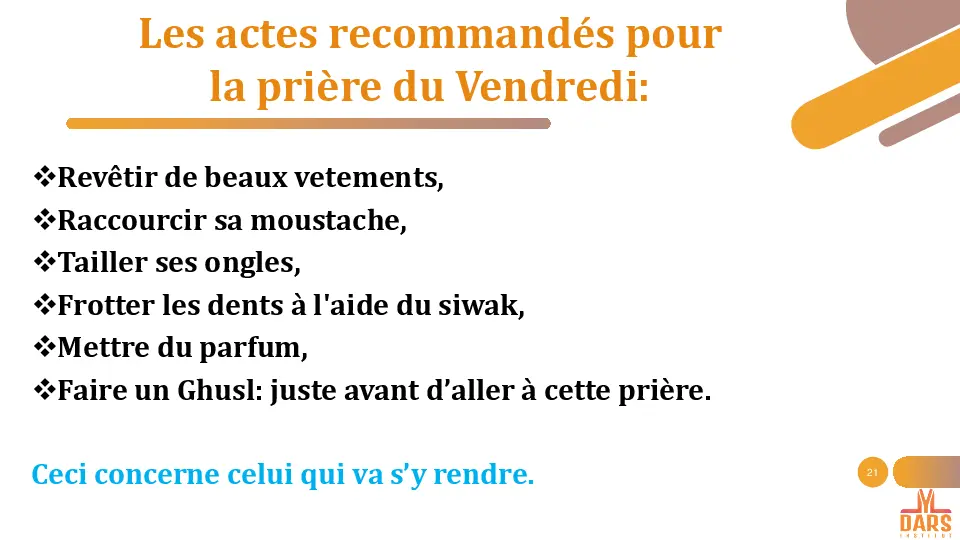 Les actes recommandés pour
la prière du Vendredi:
❖Revêtir de beaux vetements,
❖Raccourcir sa moustache,
❖Tailler ses ongles,
❖Frotter les dents à l'aide du siwak,
❖Mettre du parfum,
❖Faire un Ghusl: juste avant d’aller à cette prière.
Ceci concerne celui qui va s’y rendre.
21
DARS
INSTITUT